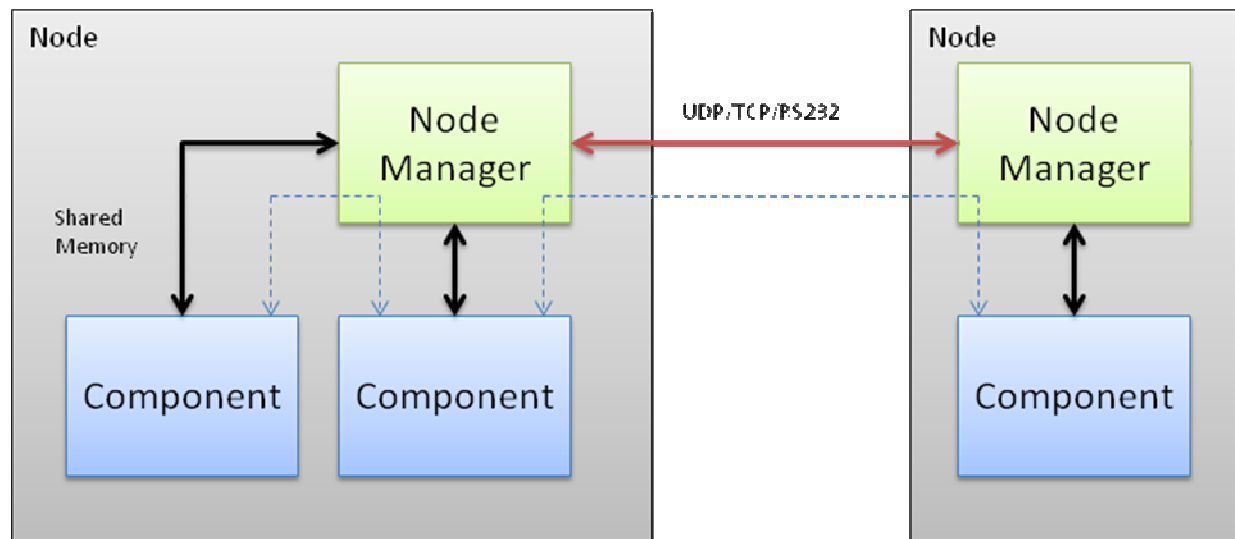 Node
Node
Node
Manager
UDP/TCP/RS232
Node
Manager
Shared
Memory
Component
Component
Component